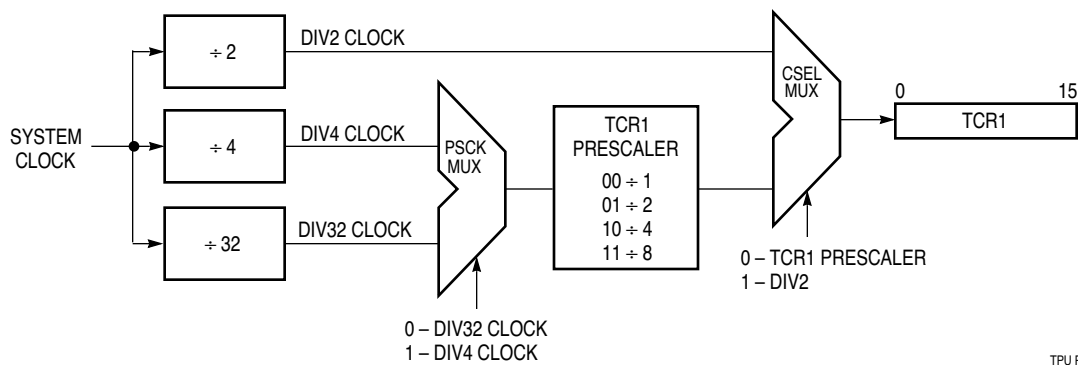 ÷ 2
DIV2 CLOCK
CSEL
MUX
0 15
TCR1
SYSTEM
CLOCK
÷ 4
DIV4 CLOCK
PSCK
MUX
TCR1
PRESCALER
00 ÷ 1
01 ÷ 2
10 ÷ 4
11 ÷ 8
÷ 32
DIV32 CLOCK
0 – TCR1 PRESCALER
1 – DIV2
0 – DIV32 CLOCK
1 – DIV4 CLOCK
TPU